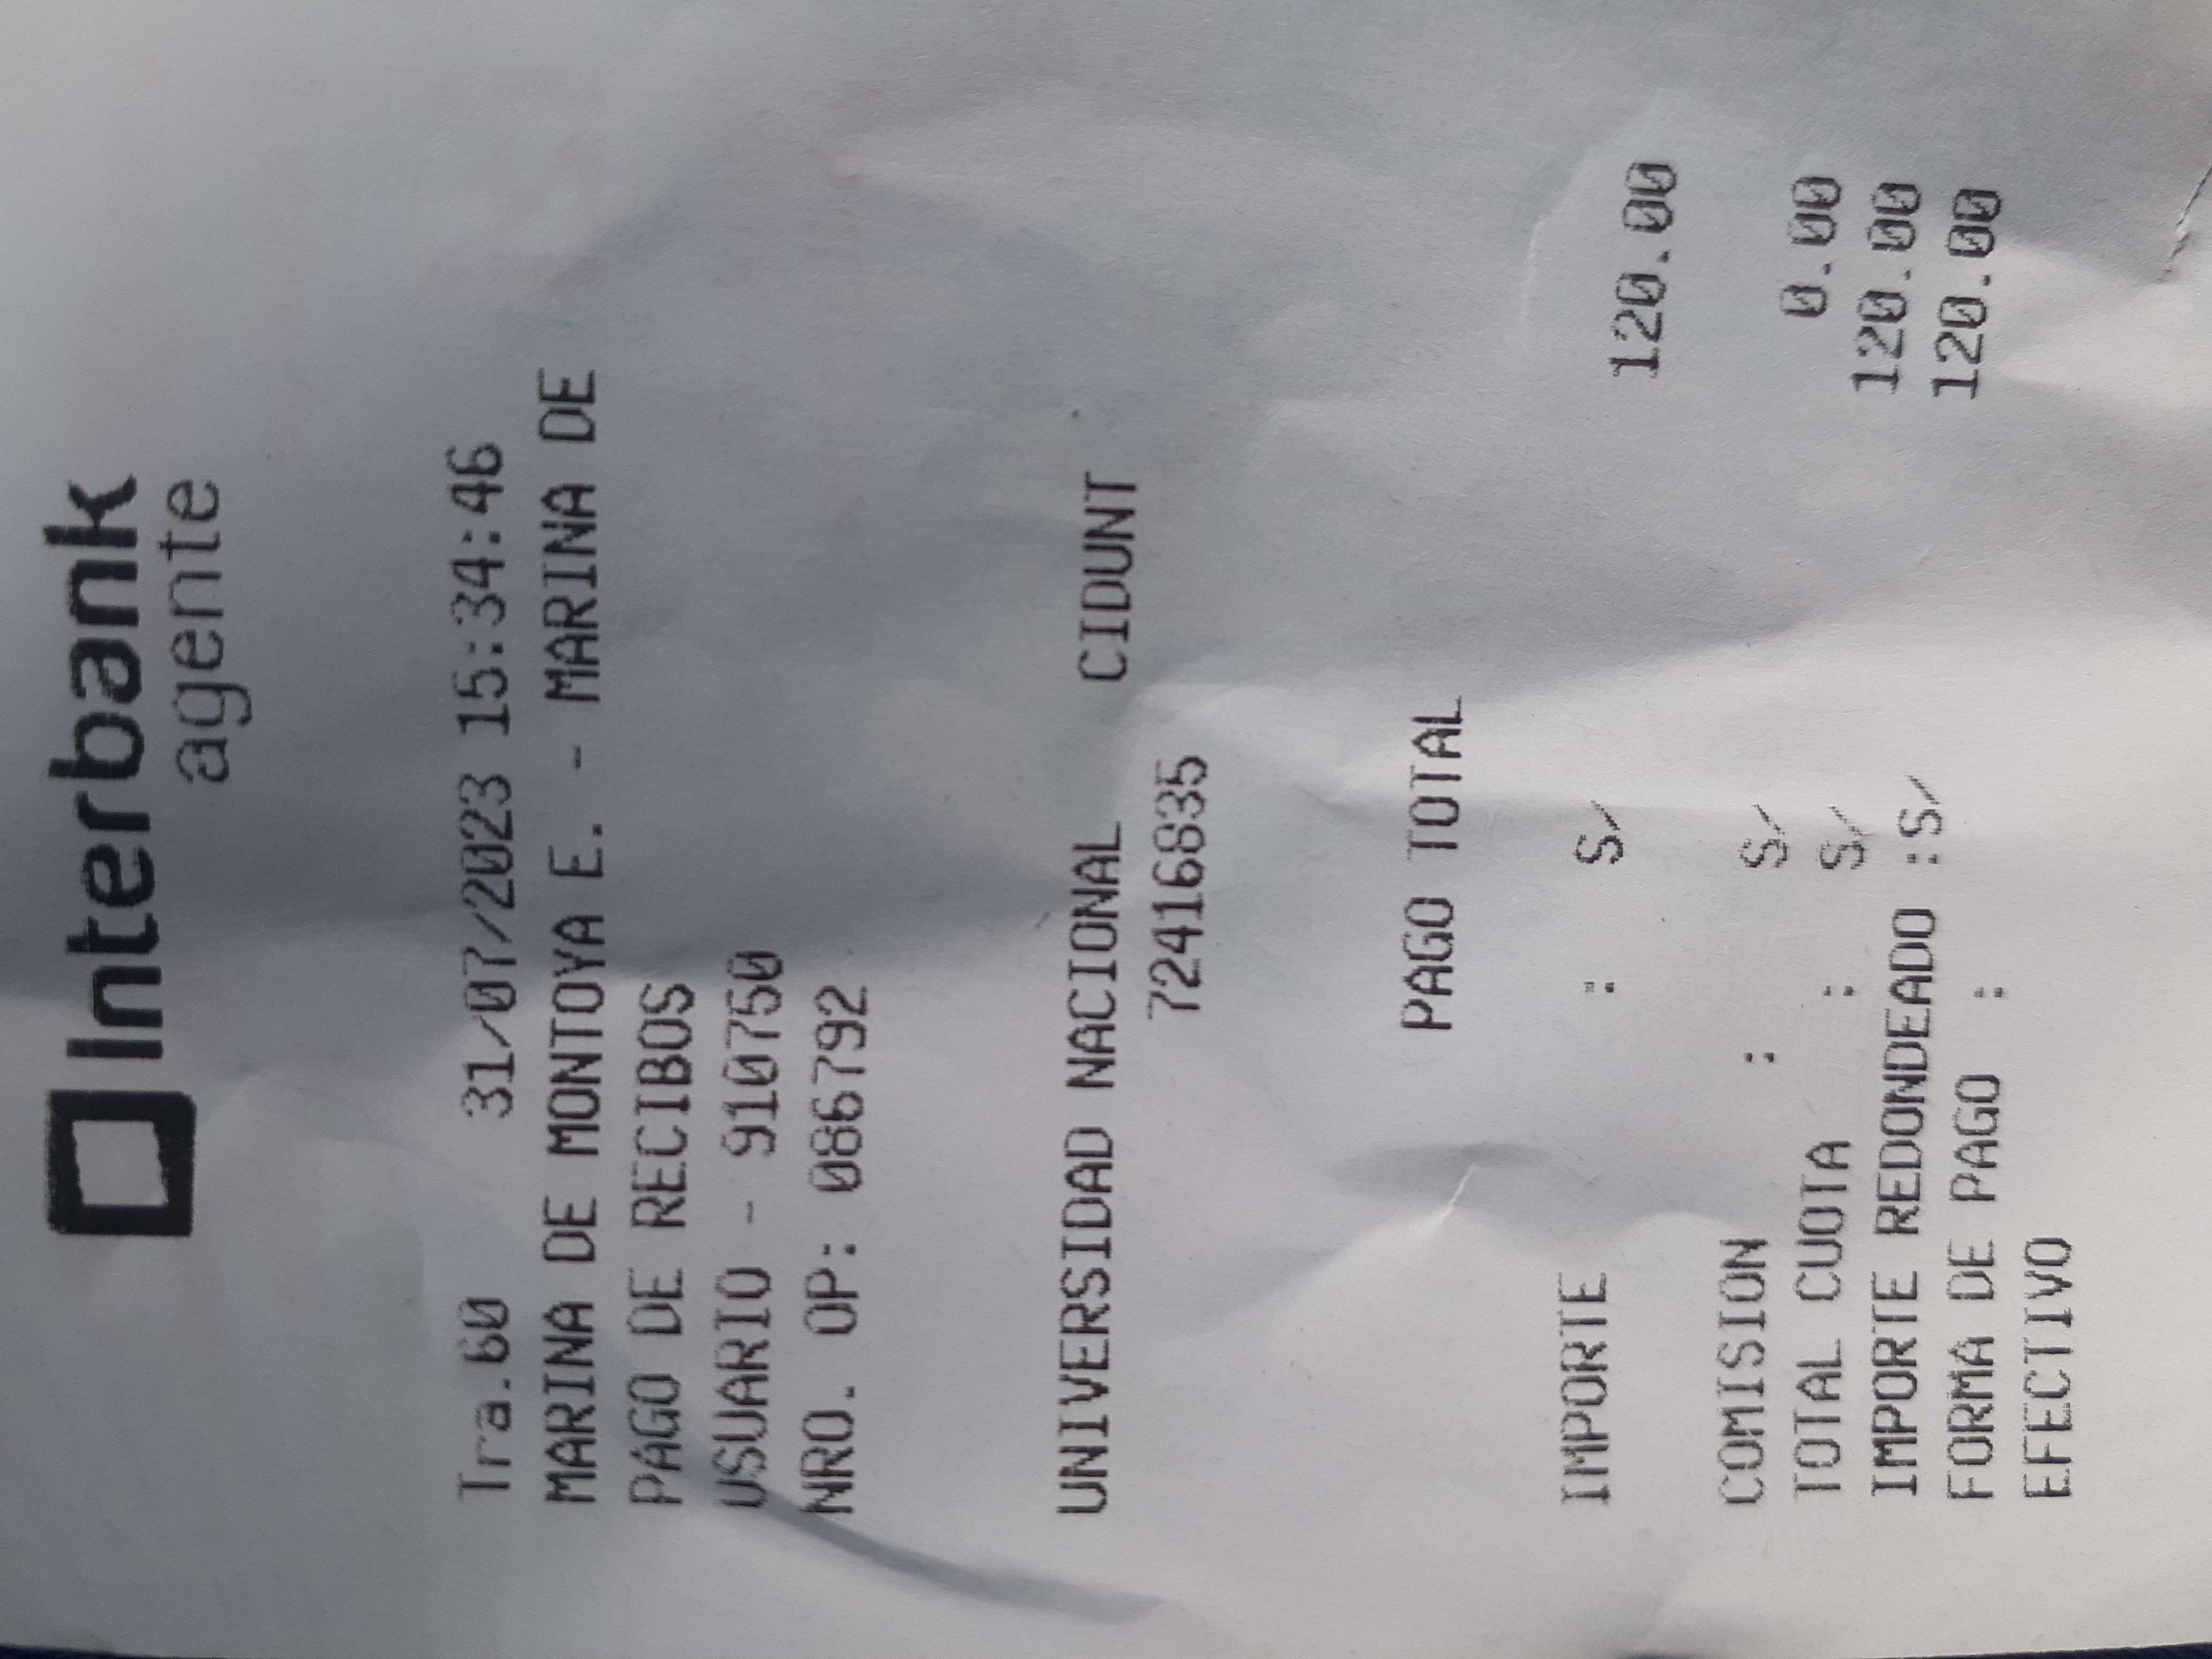 Interbank
agente
Tra.60 31/07/2023 15:34:46
MARINA DE MONTOYA E. - MARINA DE
PAGO DE RECIBOS
USUARIO - 910750
NRO. OP: 086792
UNIVERSIDAD NACIONAL CIDUNT
72416835
PAGO TOTAL
IMPORTE : S/ 120.00
COMISION : S/ 0.00
TOTAL CUOTA : S/ 120.00
IMPORTE REDONDEADO :S/ 120.00
FORMA DE PAGO :
EFECTIVO